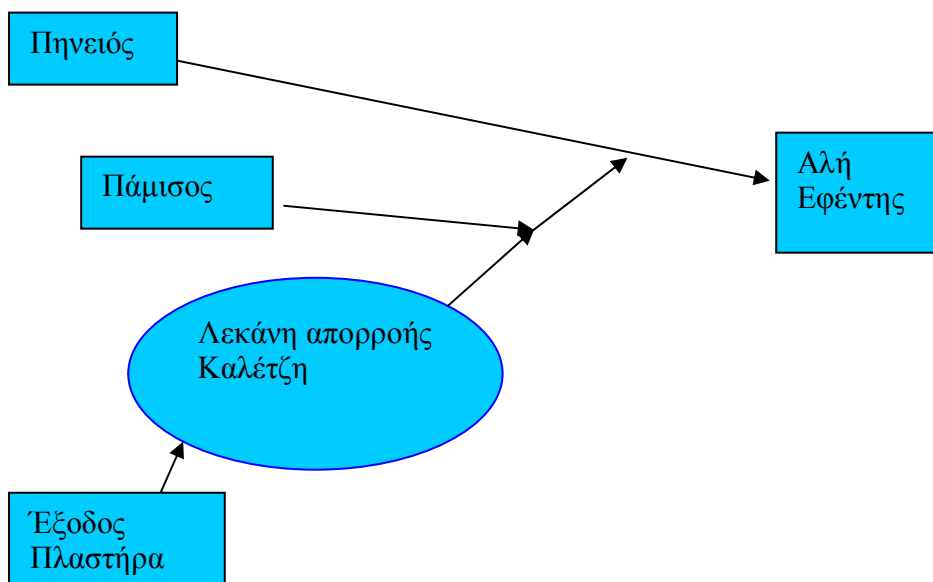 Πηνειός
Αλή
Εφέντης
Πάμισος
Λεκάνη απορροής
Καλέτζη
Έξοδος
Πλαστήρα